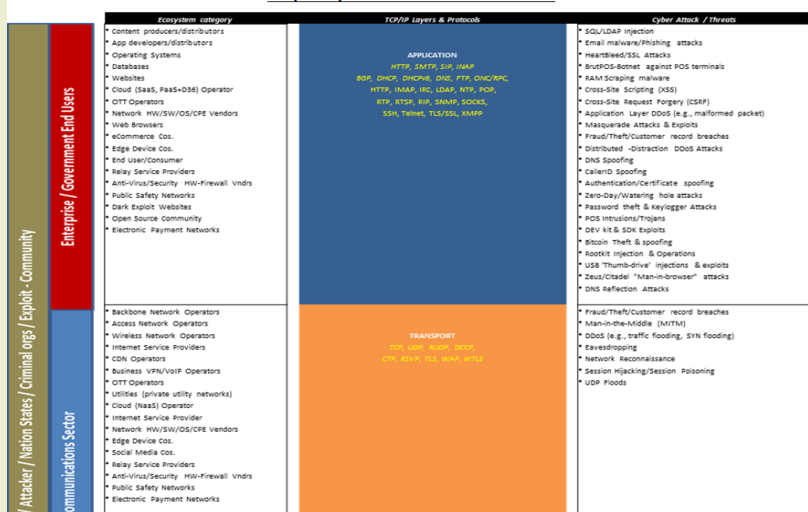 Ecosystem category
TCP/IP Layers & Protocols
Cyber Attack / Threats
/ Attacker / Nation States / Criminal orgs / Exploit - Community
Enterprise / Government End Users
* Content producers/distributors
* App developers/distributors
* Operating Systems
* Databases
* Websites
* Cloud (SaaS, PaaS+D36) Operator
* OTT Operators
* Network HW/SW/OS/CPE Vendors
* Web Browsers
* eCommerce Cos.
* Edge Device Cos.
* End User/Consumer
* Relay Service Providers
* Anti-Virus/Security HW-Firewall Vndrs
* Public Safety Networks
* Dark Exploit Websites
* Open Source Community
* Electronic Payment Networks
APPLICATION
HTTP, SMTP, SIP, INAP
BGP, DHCP, DHCPv6, DNS, FTP, ONC/RPC,
HTTP, IMAP, IRC, LDAP, NTP, POP,
RTP, RTSP, RIP, SNMP, SOCKS,
SSH, Telnet, TLS/SSL, XMPP
* SQL/LDAP Injection
* Email malware/Phishing attacks
* HeartBleed/SSL Attacks
* BrutPOS-Botnet against POS terminals
* RAM Scraping malware
* Cross-Site Scripting (XSS)
* Cross-Site Request Forgery (CSRF)
* Application Layer DDoS (e.g., malformed packet)
* Masquerade Attacks & Exploits
* Fraud/Theft/Customer record breaches
* Distributed -Distraction DDoS Attacks
* DNS Spoofing
* CallerID Spoofing
* Authentication/Certificate spoofing
* Zero-Day/Watering hole attacks
* Password theft & Keylogger Attacks
* POS Intrusions/Trojans
* DEV kit & SDK Exploits
* Bitcoin Theft & spoofing
* Rootkit Injection & Operations
* USB 'Thumb-drive' injections & exploits
* Zeus/Citadel "Man-in-browser" attacks
* DNS Reflection Attacks
ommunications Sector
* Backbone Network Operators
* Access Network Operators
* Wireless Network Operators
* Internet Service Providers
* CDN Operators
* Business VPN/VoIP Operators
* OTT Operators
* Utilities (private utility networks)
* Cloud (NaaS) Operator
* Internet Service Provider
* Network HW/SW/OS/CPE Vendors
* Edge Device Cos.
* Social Media Cos.
* Relay Service Providers
* Anti-Virus/Security HW-Firewall Vndrs
* Public Safety Networks
* Electronic Payment Networks
TRANSPORT
TCP, UDP, RUDP, DCCP,
CTP, RSVP, TLS, WAP, WTLS
* Fraud/Theft/Customer record breaches
* Man-in-the-Middle (MITM)
* DDoS (e.g., traffic flooding, SYN flooding)
* Eavesdropping
* Network Reconnaissance
* Session Hijacking/Session Poisoning
* UDP Floods